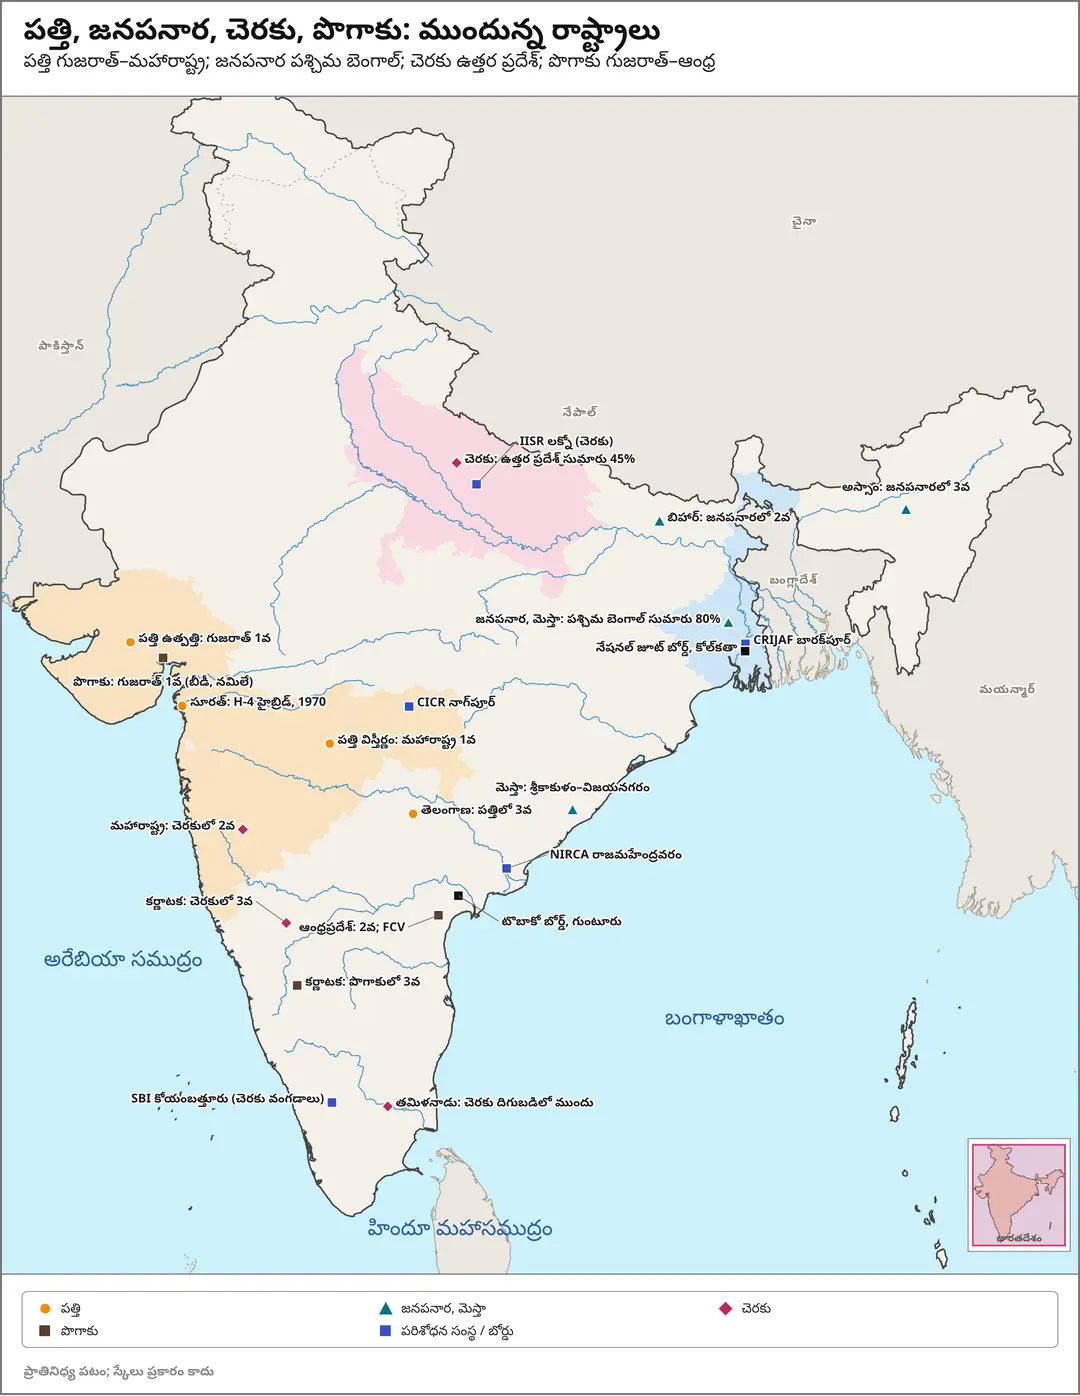 పత్తి, జనపనార, చెరకు, పొగాకు: ముందున్న రాష్ట్రాలు
పత్తి గుజరాత్–మహారాష్ట్ర; జనపనార పశ్చిమ బెంగాల్; చెరకు ఉత్తర ప్రదేశ్; పొగాకు గుజరాత్–ఆంధ్ర
చైనా
పాకిస్తాన్
నేపాల్
IISR లక్నో (చెరకు)
చెరకు: ఉత్తర ప్రదేశ్ సుమారు 45%
అస్సాం: జనపనారలో 3వ
బిహార్: జనపనారలో 2వ
బంగ్లాదేశ్
జనపనార, మెస్తా: పశ్చిమ బెంగాల్ సుమారు 80%
పత్తి ఉత్పత్తి: గుజరాత్ 1వ
CRIJAF బారక్‌పూర్
నేషనల్ జూట్ బోర్డ్, కోల్‌కతా
పొగాకు: గుజరాత్ 1వ (బీడీ, నమిలే)
మయన్మార్
సూరత్: H-4 హైబ్రిడ్, 1970
CICR నాగ్‌పూర్
పత్తి విస్తీర్ణం: మహారాష్ట్ర 1వ
మెస్తా: శ్రీకాకుళం–విజయనగరం
తెలంగాణ: పత్తిలో 3వ
మహారాష్ట్ర: చెరకులో 2వ
NIRCA రాజమహేంద్రవరం
కర్ణాటక: చెరకులో 3వ
ఆంధ్రప్రదేశ్: 2వ; FCV
టొబాకో బోర్డ్, గుంటూరు
అరేబియా సముద్రం
కర్ణాటక: పొగాకులో 3వ
బంగాళాఖాతం
SBI కోయంబత్తూరు (చెరకు వంగడాలు)
తమిళనాడు: చెరకు దిగుబడిలో ముందు
హిందూ మహాసముద్రం
భారతదేశం
పత్తి
జనపనార, మెస్తా
చెరకు
పొగాకు
పరిశోధన సంస్థ / బోర్డు
ప్రాతినిధ్య పటం; స్కేలు ప్రకారం కాదు